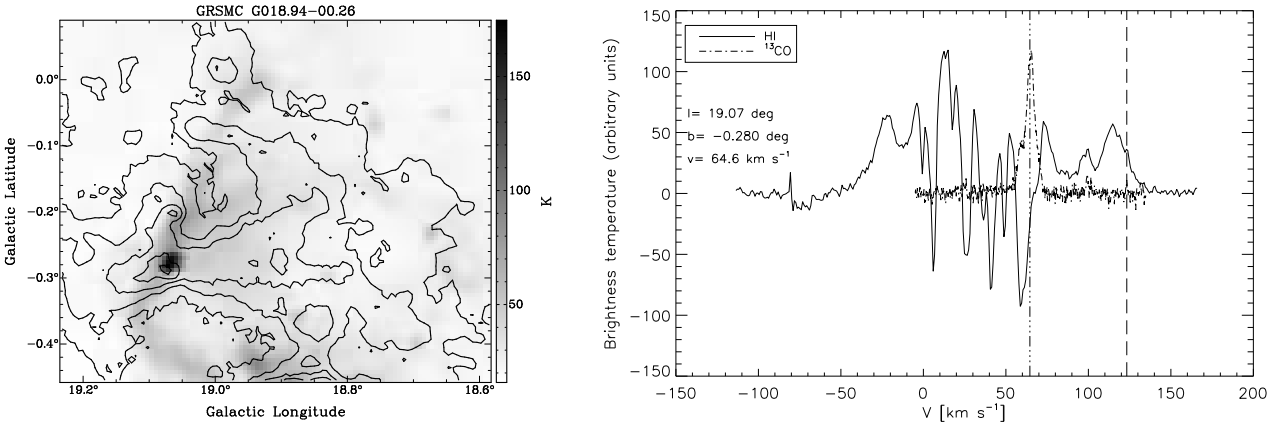 GRSMC G018.94−00.26
Galactic Latitude
0.0°
−0.1°
−0.2°
−0.3°
−0.4°
19.2°
19.0°
18.8°
18.6°
Galactic Longitude
150
100
50
K
Brightness temperature (arbitrary units)
150
100
50
0
−50
−100
−150
HI
¹³CO
l= 19.07 deg
b= −0.280 deg
v= 64.6 km s⁻¹
−150
−100
−50
0
50
100
150
200
V [km s⁻¹]